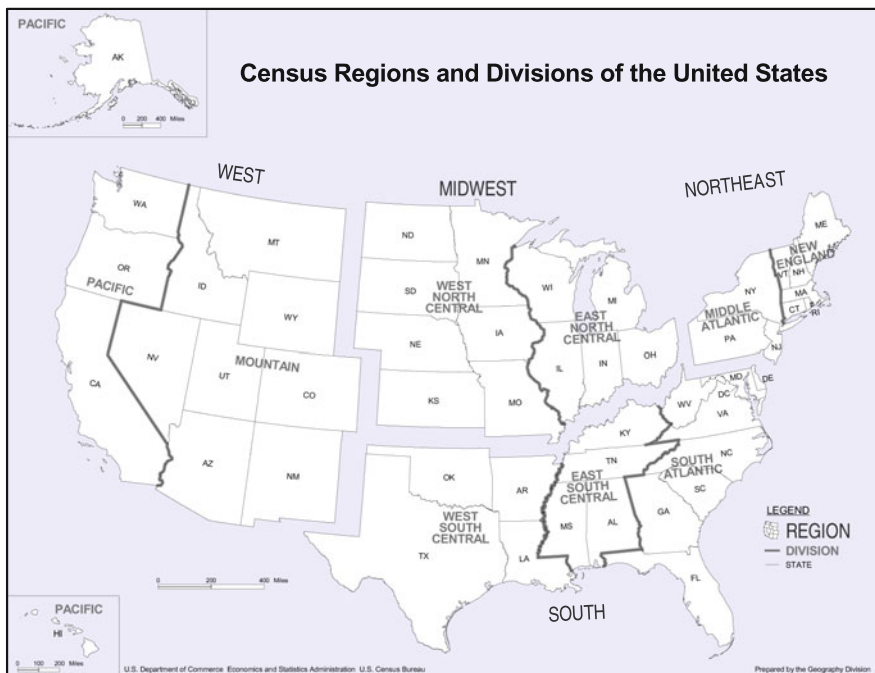 PACIFIC
AK
0 200 400 Miles
Census Regions and Divisions of the United States
WEST
MIDWEST
NORTHEAST
WA
MT
ND
MN
ME
OR
ID
SD
WI
MI
NY
VT
NH
NEW
ENGLAND
MA
CT
RI
PACIFIC
WY
WEST
NORTH
CENTRAL
EAST
NORTH
CENTRAL
MIDDLE
ATLANTIC
PA
NJ
NV
UT
MOUNTAIN
CO
NE
IA
IL
IN
OH
MD
DE
DC
CA
KS
MO
WV
VA
KY
AZ
NM
OK
AR
TN
NC
EAST
SOUTH
CENTRAL
SOUTH
ATLANTIC
SC
WEST
SOUTH
CENTRAL
TX
LA
MS
AL
GA
FL
LEGEND
REGION
DIVISION
STATE
0 200 400 Miles
SOUTH
PACIFIC
HI
0 100 200 Miles
U.S. Department of Commerce Economics and Statistics Administration U.S. Census Bureau
Prepared by the Geography Division